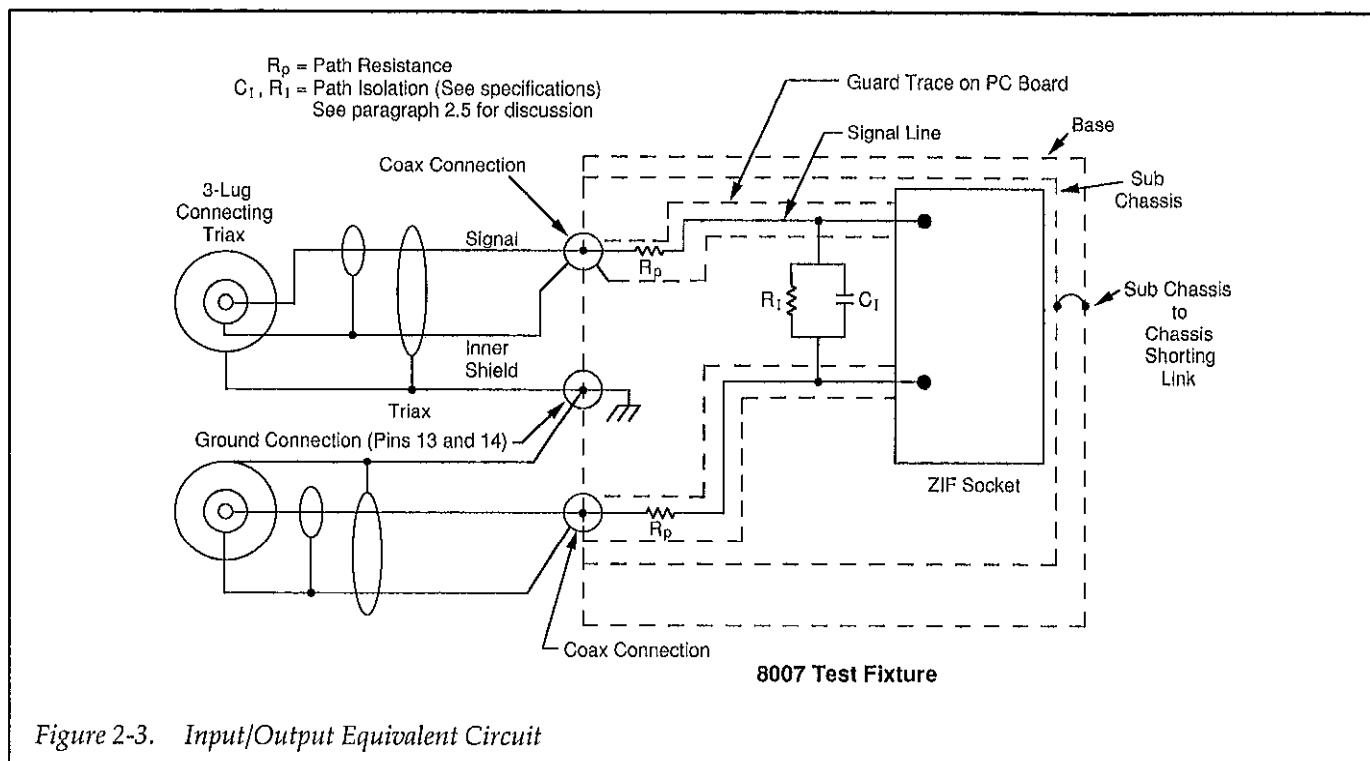 Rp = Path Resistance
CI , RI = Path Isolation (See specifications)
See paragraph 2.5 for discussion
Guard Trace on PC Board
Signal Line
Base
Coax Connection
Sub
Chassis
3-Lug
Connecting
Triax
Signal
Rp
RI
CI
Sub Chassis
to
Chassis
Shorting
Link
Inner
Shield
Triax
Ground Connection (Pins 13 and 14)
ZIF Socket
Rp
Coax Connection
8007 Test Fixture
Figure 2-3. Input/Output Equivalent Circuit